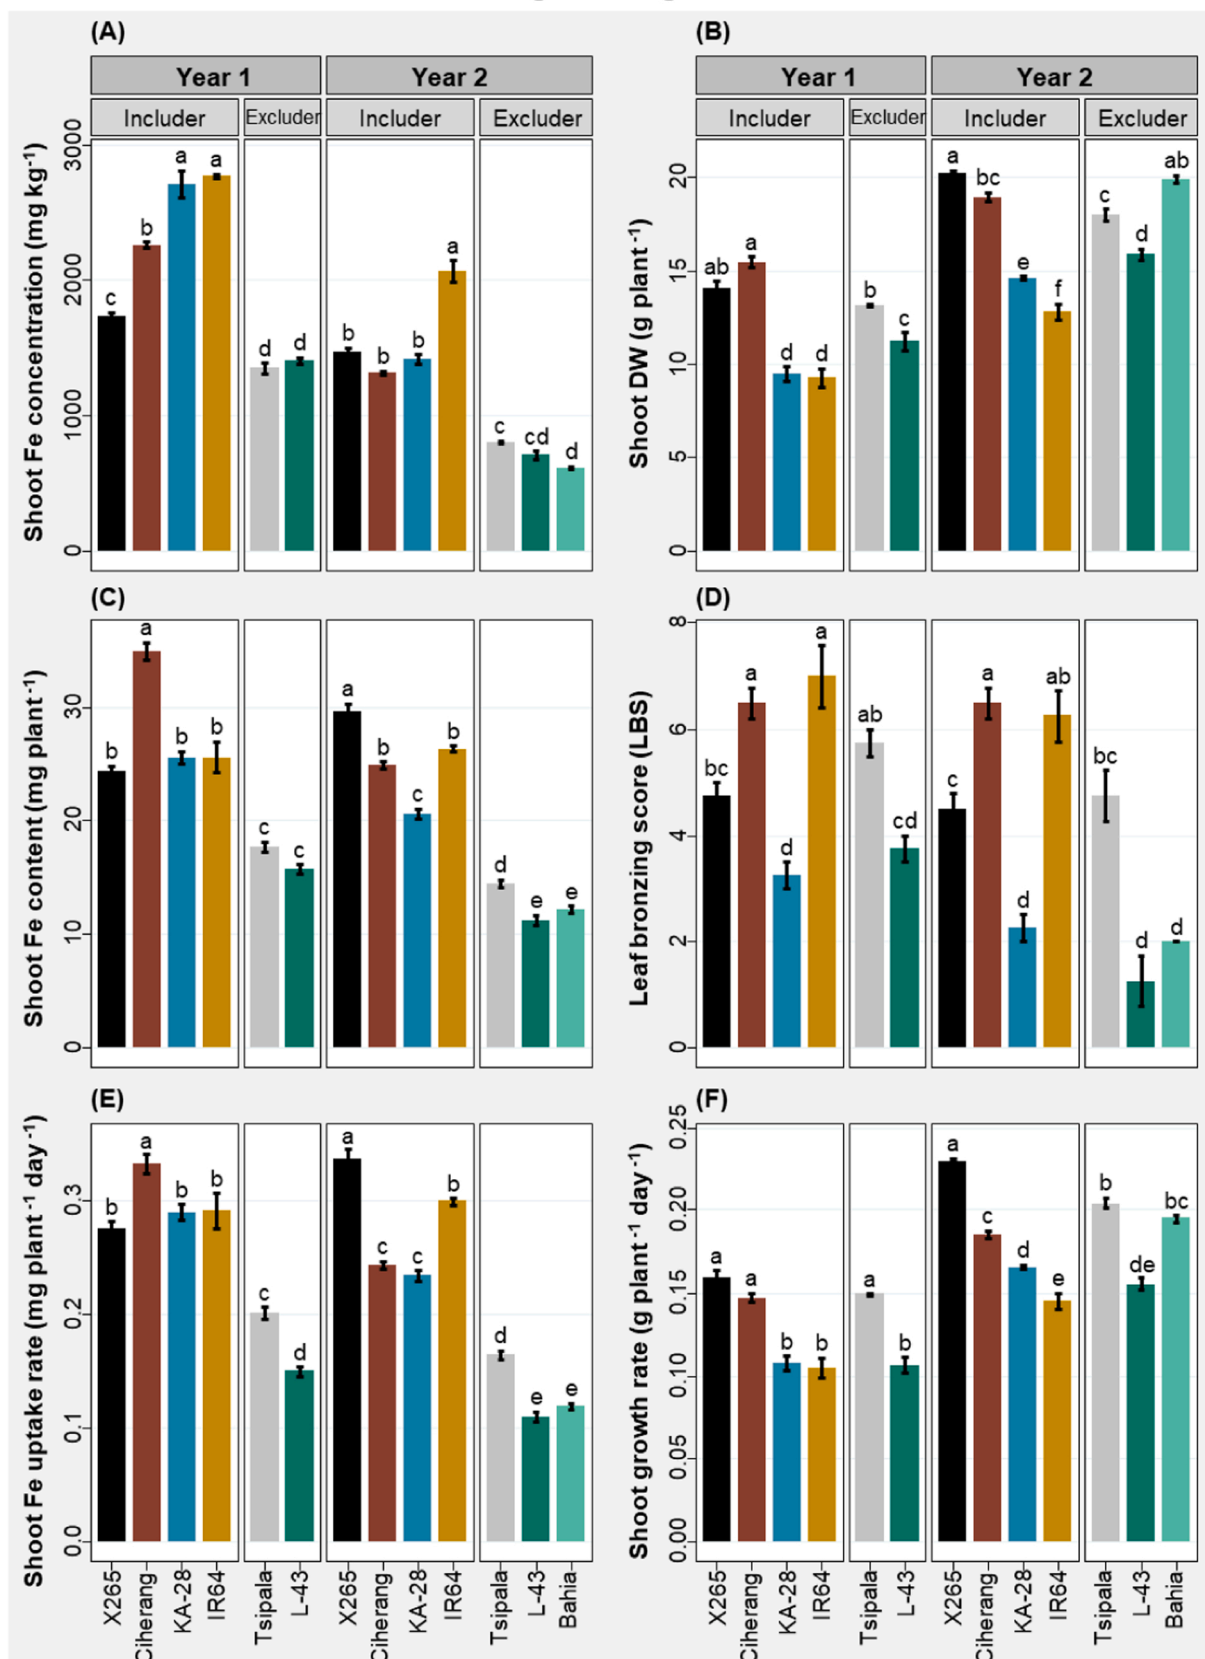 (A)
Year 1
Year 2
Includer
Excluder
Includer
Excluder
Shoot Fe concentration (mg kg⁻¹)
3000
2000
1000
0
c
b
a
a
d
d
b
b
b
a
c
cd
d
(B)
Year 1
Year 2
Includer
Excluder
Includer
Excluder
Shoot DW (g plant⁻¹)
20
15
10
5
0
ab
a
d
d
b
c
a
bc
e
f
c
d
ab
(C)
Shoot Fe content (mg plant⁻¹)
30
20
10
0
b
a
b
b
c
c
a
b
c
b
d
e
e
(D)
Leaf bronzing score (LBS)
8
6
4
2
0
bc
a
d
a
ab
cd
c
a
d
ab
bc
d
d
(E)
Shoot Fe uptake rate (mg plant⁻¹ day⁻¹)
0.3
0.2
0.1
0.0
b
a
b
b
c
d
a
c
c
b
d
e
e
X265
Ciherang
KA-28
IR64
Tsipala
L-43
X265
Ciherang
KA-28
IR64
Tsipala
L-43
Bahia
(F)
Shoot growth rate (g plant⁻¹ day⁻¹)
0.25
0.20
0.15
0.10
0.05
0.00
a
a
b
b
a
b
a
c
d
e
b
de
bc
X265
Ciherang
KA-28
IR64
Tsipala
L-43
X265
Ciherang
KA-28
IR64
Tsipala
L-43
Bahia